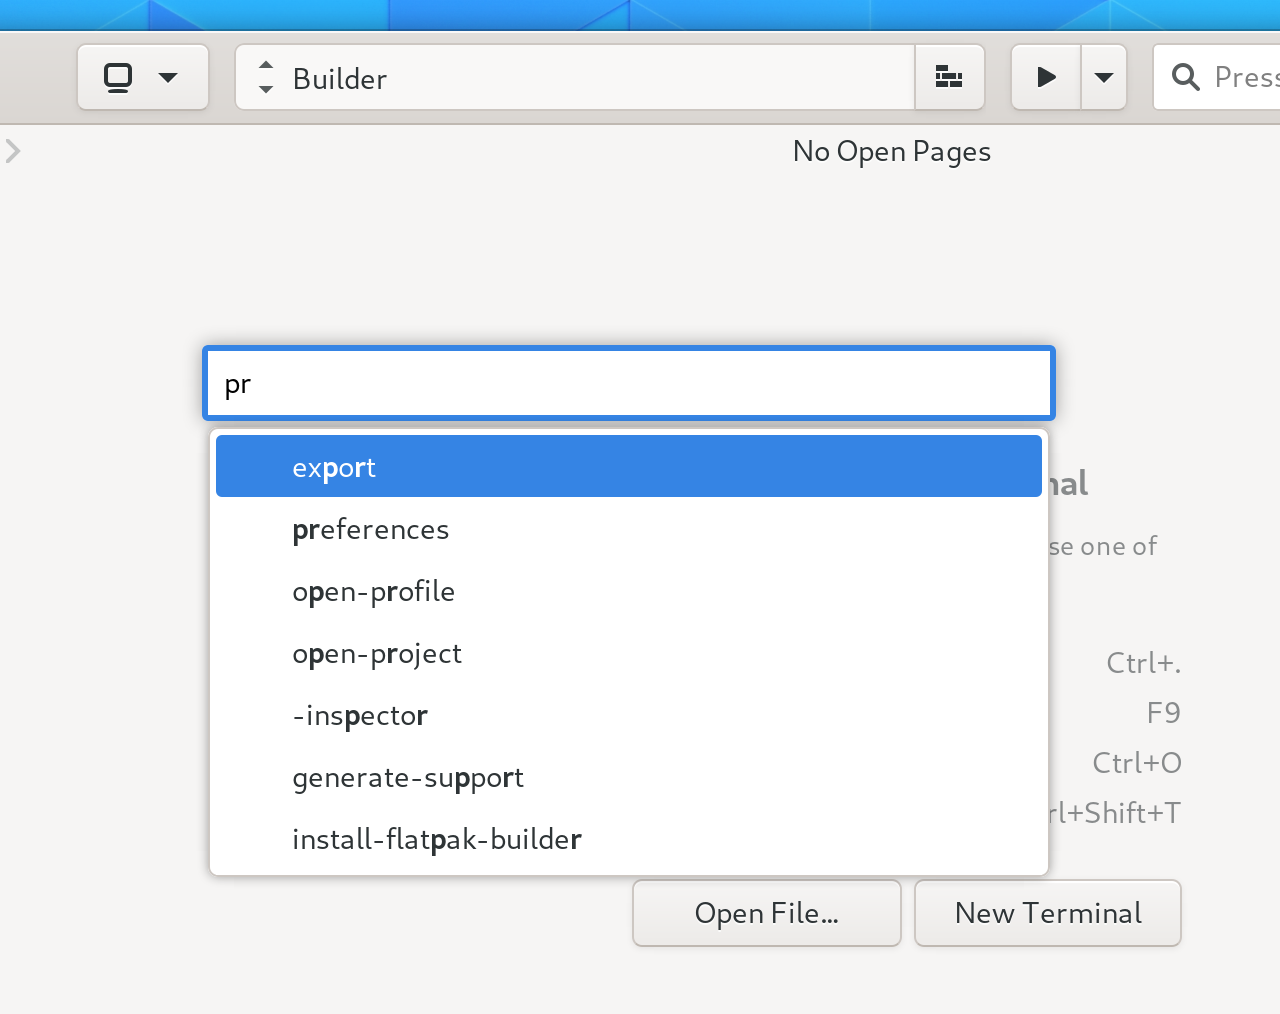 Builder
Press
No Open Pages
pr
export
preferences
open-profile
open-project
-inspector
generate-support
install-flatpak-builder
nal
se one of
Ctrl+.
F9
Ctrl+O
rl+Shift+T
Open File...
New Terminal